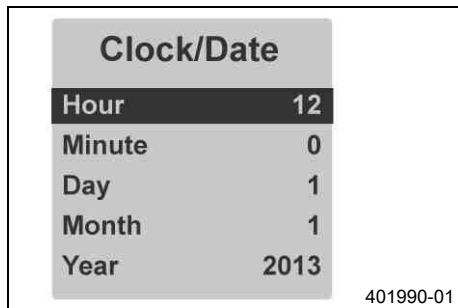 Clock/Date
Hour 12
Minute 0
Day 1
Month 1
Year 2013
401990-01